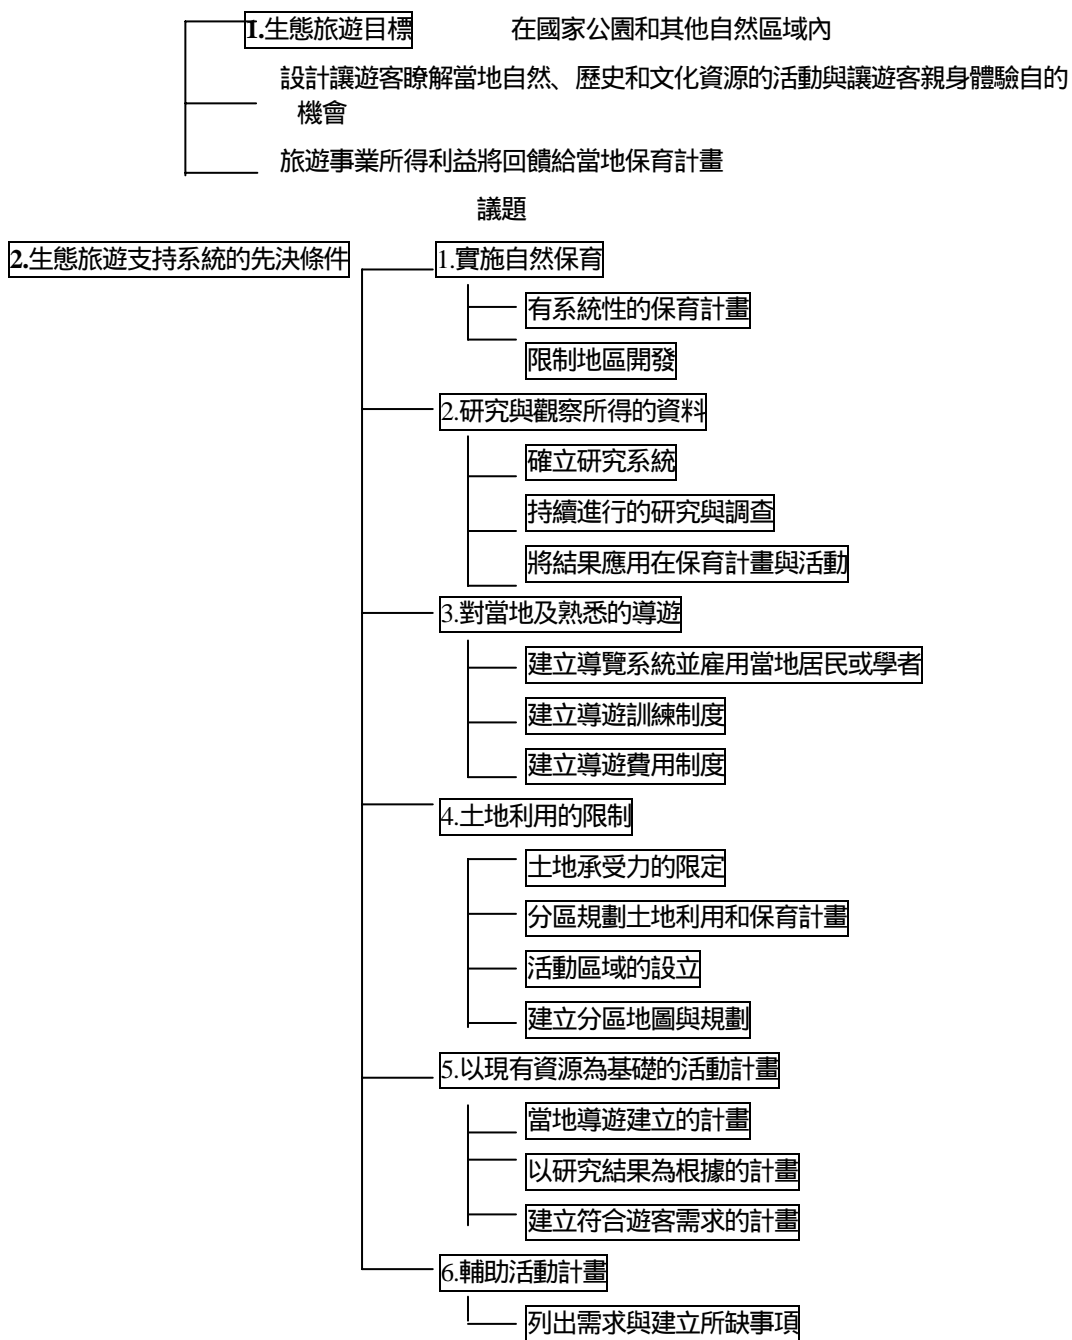 1.生態旅遊目標 在國家公園和其他自然區域內
設計讓遊客瞭解當地自然、歷史和文化資源的活動與讓遊客親身體驗自的
機會
旅遊事業所得利益將回饋給當地保育計畫
議題
2.生態旅遊支持系統的先決條件 1.實施自然保育
有系統性的保育計畫
限制地區開發
2.研究與觀察所得的資料
確立研究系統
持續進行的研究與調查
將結果應用在保育計畫與活動
3.對當地及熟悉的導遊
建立導覽系統並雇用當地居民或學者
建立導遊訓練制度
建立導遊費用制度
4.土地利用的限制
土地承受力的限定
分區規劃土地利用和保育計畫
活動區域的設立
建立分區地圖與規劃
5.以現有資源為基礎的活動計畫
當地導遊建立的計畫
以研究結果為根據的計畫
建立符合遊客需求的計畫
6.輔助活動計畫
列出需求與建立所缺事項